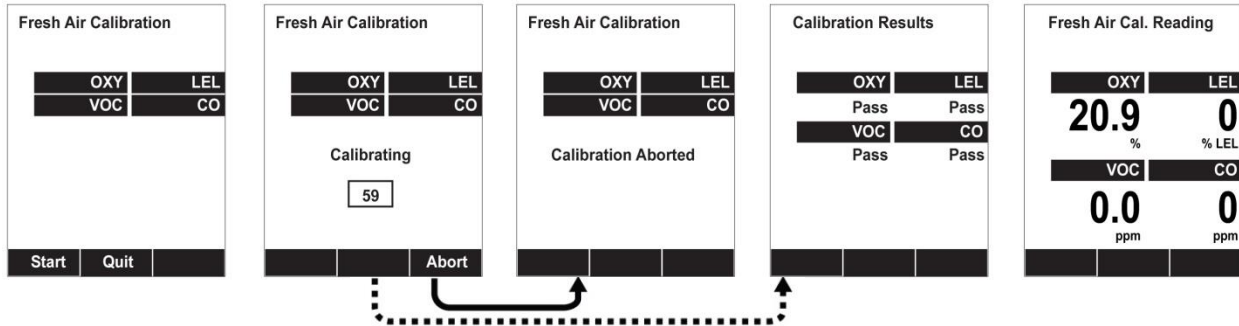 Fresh Air Calibration
OXY LEL
VOC CO
Start Quit
Fresh Air Calibration
OXY LEL
VOC CO
Calibrating
59
Abort
Fresh Air Calibration
OXY LEL
VOC CO
Calibration Aborted
Calibration Results
OXY LEL
Pass Pass
VOC CO
Pass Pass
Fresh Air Cal. Reading
OXY LEL
20.9 0
% % LEL
VOC CO
0.0 0
ppm ppm